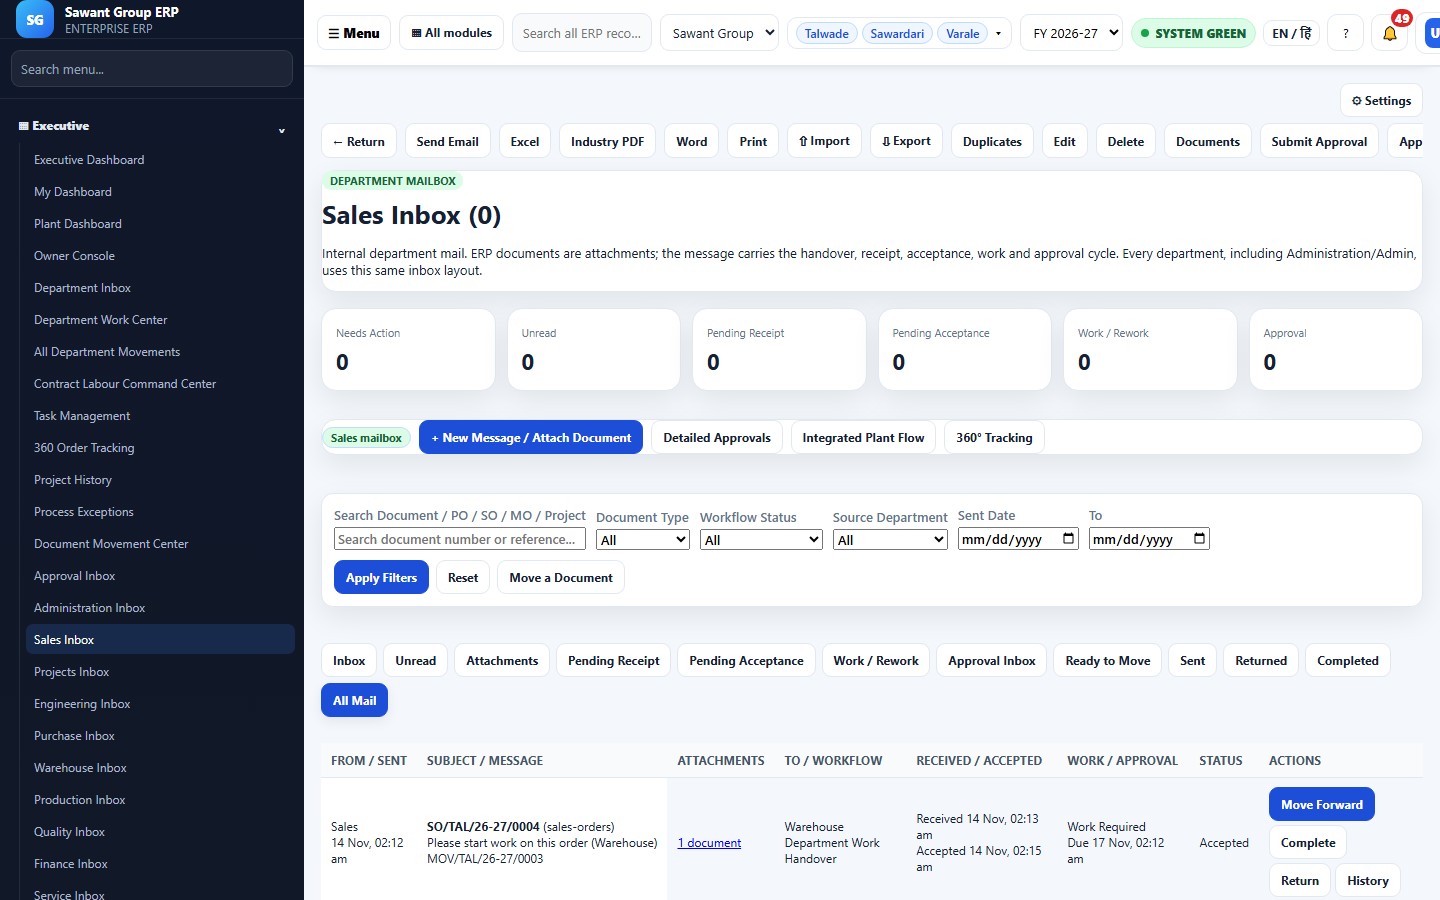 SG
Sawant Group ERP
ENTERPRISE ERP
Search menu...
Executive
Executive Dashboard
My Dashboard
Plant Dashboard
Owner Console
Department Inbox
Department Work Center
All Department Movements
Contract Labour Command Center
Task Management
360 Order Tracking
Project History
Process Exceptions
Document Movement Center
Approval Inbox
Administration Inbox
Sales Inbox
Projects Inbox
Engineering Inbox
Purchase Inbox
Warehouse Inbox
Production Inbox
Quality Inbox
Finance Inbox
Service Inbox
☰ Menu
All modules
Search all ERP reco...
Sawant Group
Talwade
Sawardari
Varale
FY 2026-27
SYSTEM GREEN
EN / हिं
?
49
U
⚙ Settings
← Return
Send Email
Excel
Industry PDF
Word
Print
⇧ Import
⇩ Export
Duplicates
Edit
Delete
Documents
Submit Approval
App
DEPARTMENT MAILBOX
Sales Inbox (0)
Internal department mail. ERP documents are attachments; the message carries the handover, receipt, acceptance, work and approval cycle. Every department, including Administration/Admin,
uses this same inbox layout.
Needs Action
0
Unread
0
Pending Receipt
0
Pending Acceptance
0
Work / Rework
0
Approval
0
Sales mailbox
+ New Message / Attach Document
Detailed Approvals
Integrated Plant Flow
360° Tracking
Search Document / PO / SO / MO / Project
Search document number or reference...
Document Type
All
Workflow Status
All
Source Department
All
Sent Date
mm/dd/yyyy
To
mm/dd/yyyy
Apply Filters
Reset
Move a Document
Inbox
Unread
Attachments
Pending Receipt
Pending Acceptance
Work / Rework
Approval Inbox
Ready to Move
Sent
Returned
Completed
All Mail
FROM / SENT
SUBJECT / MESSAGE
ATTACHMENTS
TO / WORKFLOW
RECEIVED / ACCEPTED
WORK / APPROVAL
STATUS
ACTIONS
Sales
14 Nov, 02:12
am
SO/TAL/26-27/0004 (sales-orders)
Please start work on this order (Warehouse)
MOV/TAL/26-27/0003
1 document
Warehouse
Department Work
Handover
Received 14 Nov, 02:13
am
Accepted 14 Nov, 02:15
am
Work Required
Due 17 Nov, 02:12
am
Accepted
Move Forward
Complete
Return
History